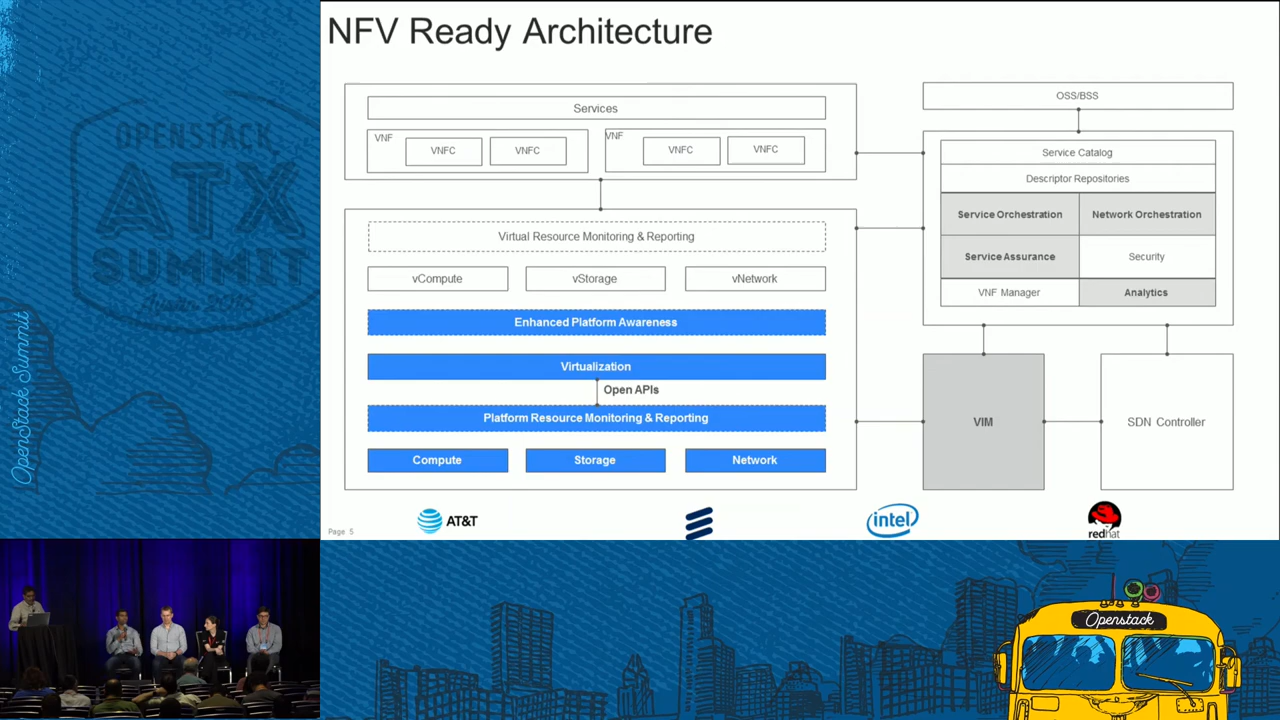 NFV Ready Architecture
OPENSTACK
ATX
SUMMIT
Austin 2016
OpenStack Summit
Services
VNF
VNFC
VNFC
VNF
VNFC
VNFC
Virtual Resource Monitoring & Reporting
vCompute
vStorage
vNetwork
Enhanced Platform Awareness
Virtualization
Open APIs
Platform Resource Monitoring & Reporting
Compute
Storage
Network
OSS/BSS
Service Catalog
Descriptor Repositories
Service Orchestration
Network Orchestration
Service Assurance
Security
VNF Manager
Analytics
VIM
SDN Controller
Page 5
AT&T
intel
redhat
Openstack